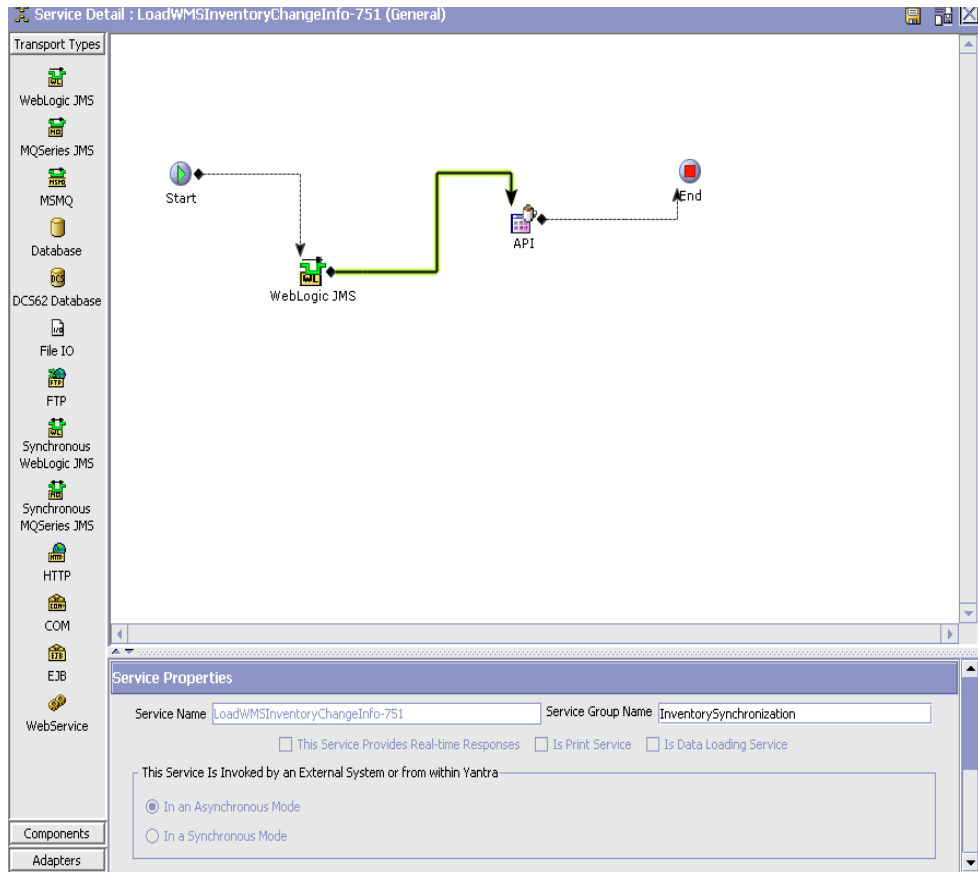 Service Detail : LoadWMSInventoryChangeInfo-751 (General)
Transport Types
WebLogic JMS
MQSeries JMS
MSMQ
Database
DCS62 Database
File IO
FTP
Synchronous
WebLogic JMS
Synchronous
MQSeries JMS
HTTP
COM
EJB
WebService
Components
Adapters
Start
WebLogic JMS
API
End
Service Properties
Service Name LoadWMSInventoryChangeInfo-751 Service Group Name InventorySynchronization
This Service Provides Real-time Responses Is Print Service Is Data Loading Service
This Service Is Invoked by an External System or from within Yantra
In an Asynchronous Mode
In a Synchronous Mode